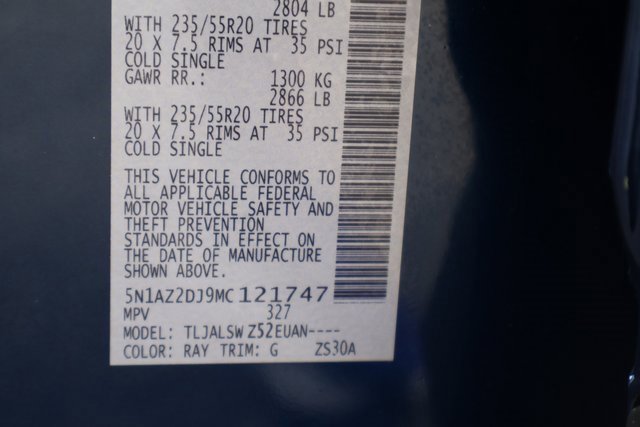 2804 LB
WITH 235/55R20 TIRES
20 X 7.5 RIMS AT 35 PSI
COLD SINGLE
GAWR RR.: 1300 KG
2866 LB
WITH 235/55R20 TIRES
20 X 7.5 RIMS AT 35 PSI
COLD SINGLE
THIS VEHICLE CONFORMS TO
ALL APPLICABLE FEDERAL
MOTOR VEHICLE SAFETY AND
THEFT PREVENTION
STANDARDS IN EFFECT ON
THE DATE OF MANUFACTURE
SHOWN ABOVE.
5N1AZ2DJ9MC121747
MPV 327
MODEL: TLJALSW Z52EUAN----
COLOR: RAY TRIM: G ZS30A